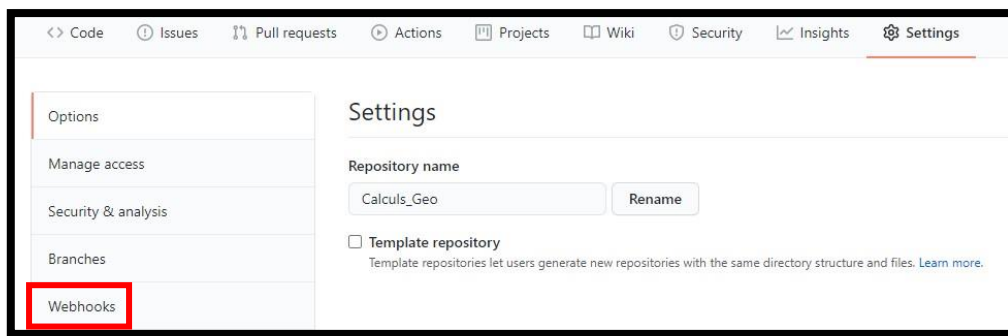 <> Code Issues Pull requests Actions Projects Wiki Security Insights Settings
Options
Manage access
Security & analysis
Branches
Webhooks
Settings
Repository name
Calculs_Geo Rename
Template repository
Template repositories let users generate new repositories with the same directory structure and files. Learn more.